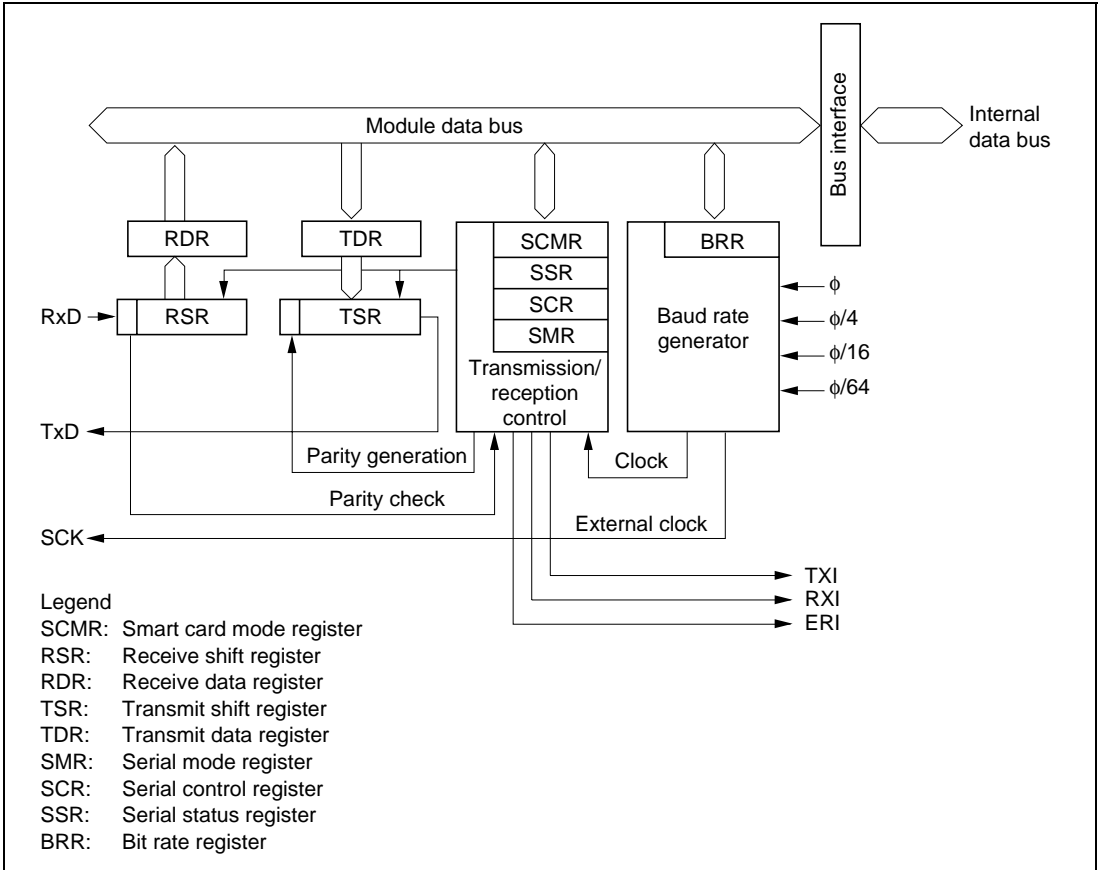 Module data bus
Bus interface
Internal
data bus
RDR
TDR
SCMR
SSR
SCR
SMR
Transmission/
reception
control
BRR
Baud rate
generator
ϕ
ϕ/4
ϕ/16
ϕ/64
RxD
RSR
TSR
TxD
Parity generation
Parity check
Clock
External clock
SCK
TXI
RXI
ERI
Legend
SCMR: Smart card mode register
RSR: Receive shift register
RDR: Receive data register
TSR: Transmit shift register
TDR: Transmit data register
SMR: Serial mode register
SCR: Serial control register
SSR: Serial status register
BRR: Bit rate register